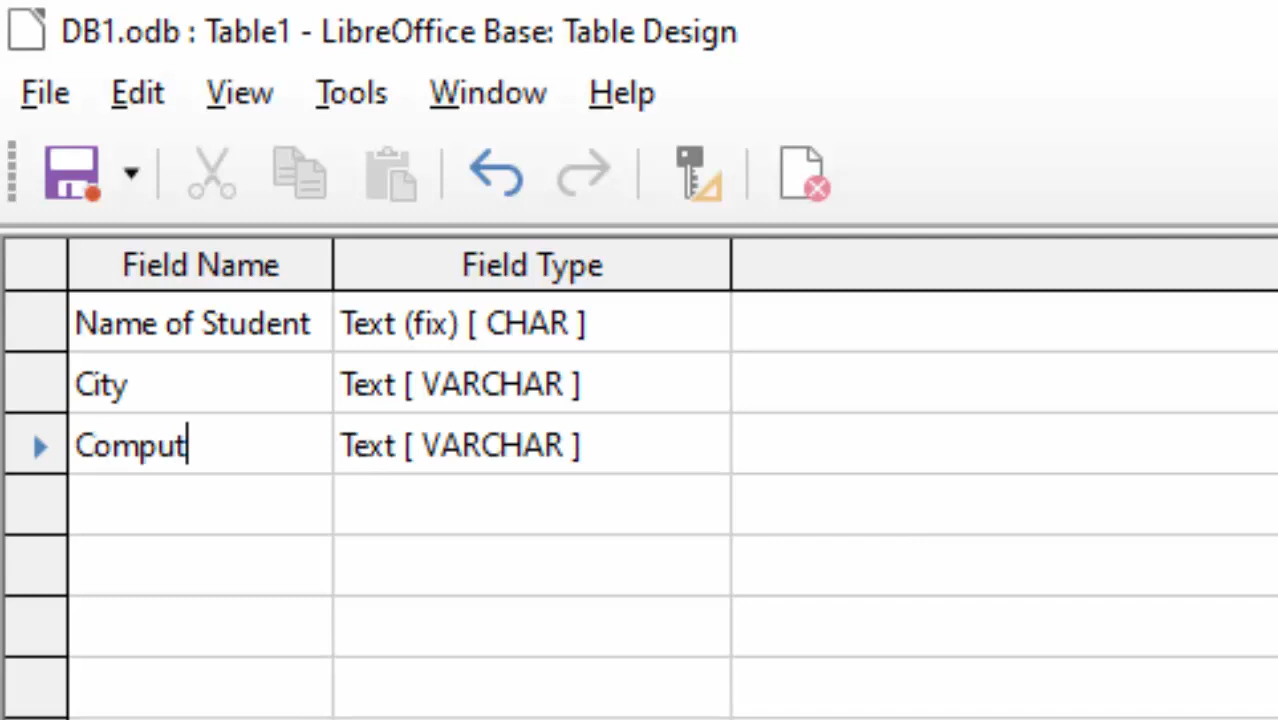 DB1.odb : Table1 - LibreOffice Base: Table Design
File Edit View Tools Window Help
Field Name Field Type
Name of Student Text (fix) [ CHAR ]
City Text [ VARCHAR ]
Comput Text [ VARCHAR ]